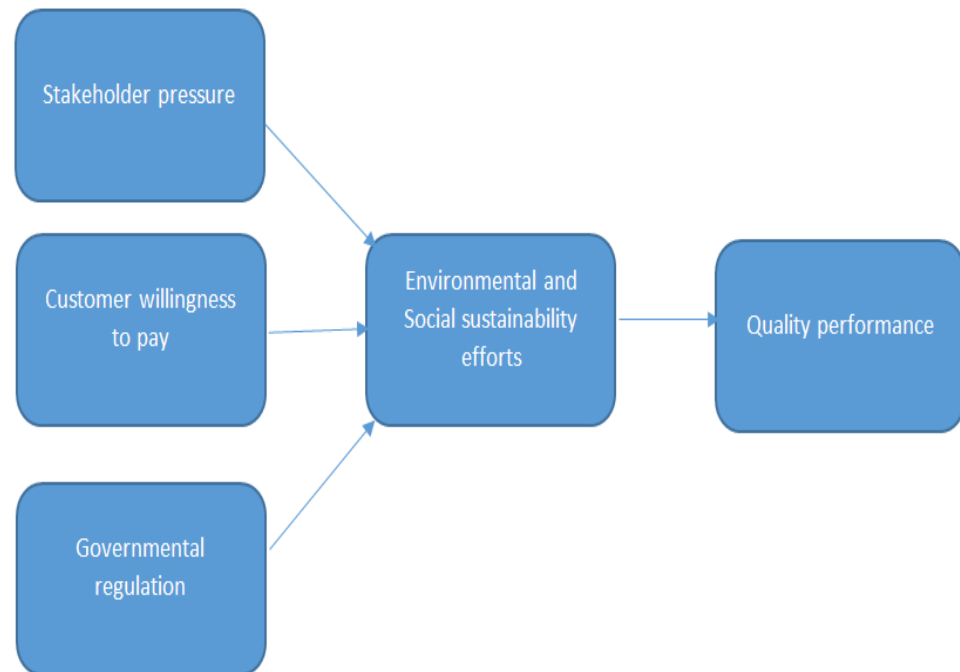 Stakeholder pressure
Customer willingness
to pay
Governmental
regulation
Environmental and
Social sustainability
efforts
Quality performance